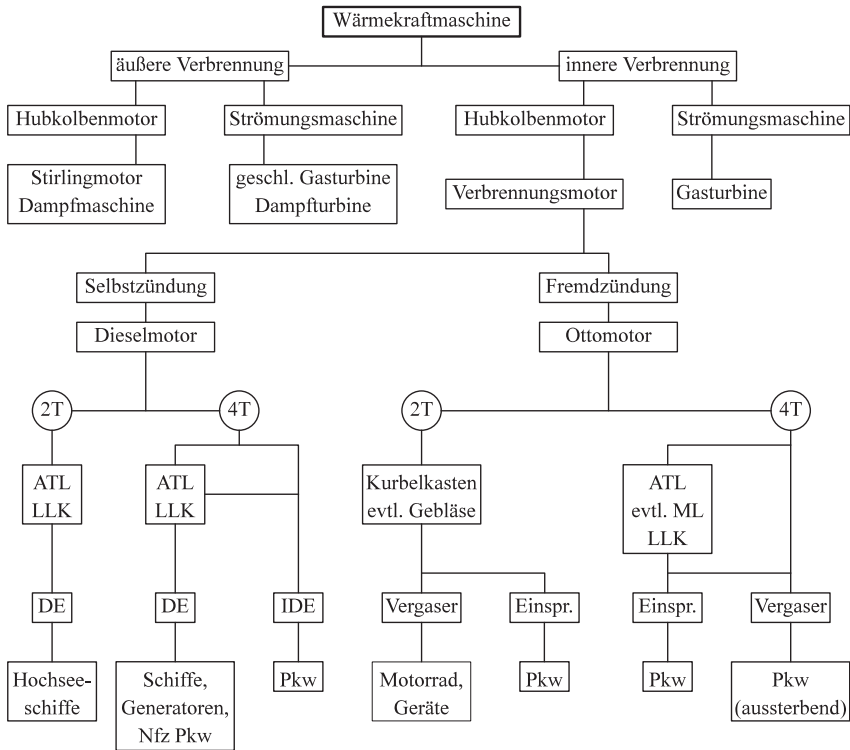 Wärmekraftmaschine
äußere Verbrennung
innere Verbrennung
Hubkolbenmotor
Strömungsmaschine
Hubkolbenmotor
Strömungsmaschine
Stirlingmotor
Dampfmaschine
geschl. Gasturbine
Dampfturbine
Verbrennungsmotor
Gasturbine
Selbstzündung
Fremdzündung
Dieselmotor
Ottomotor
2T
4T
2T
4T
ATL
LLK
ATL
LLK
Kurbelkasten
evtl. Gebläse
ATL
evtl. ML
LLK
DE
DE
IDE
Vergaser
Einspr.
Einspr.
Vergaser
Hochsee-
schiffe
Schiffe,
Generatoren,
Nfz Pkw
Pkw
Motorrad,
Geräte
Pkw
Pkw
Pkw
(aussterbend)